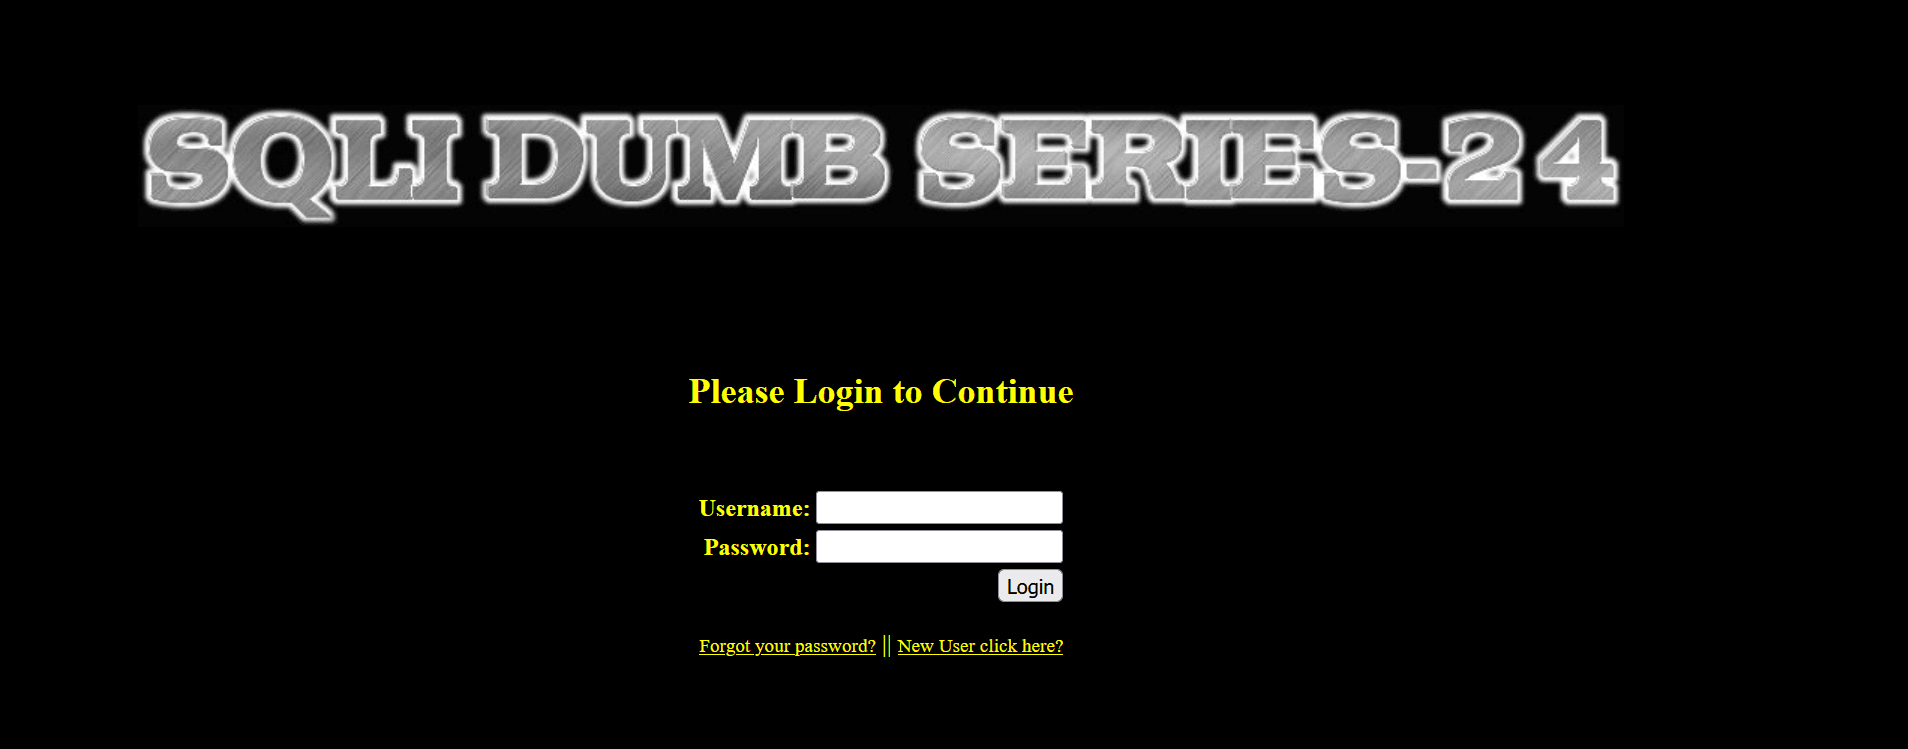 SQLI DUMB SERIES-24
Please Login to Continue
Username:
Password:
Login
Forgot your password? || New User click here?